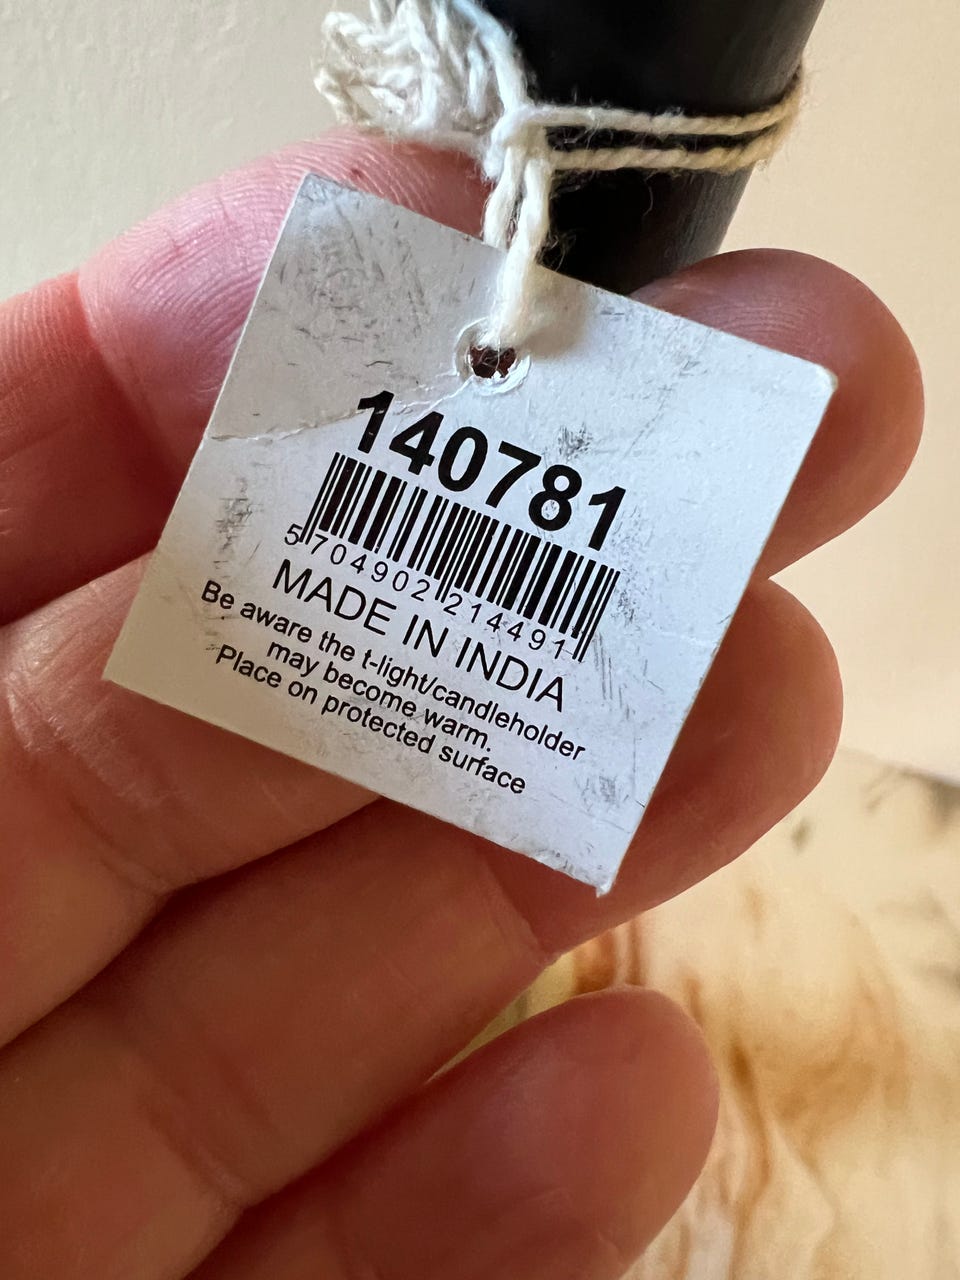 140781
5 704902 214491
MADE IN INDIA
Be aware the t-light/candleholder
may become warm.
Place on protected surface